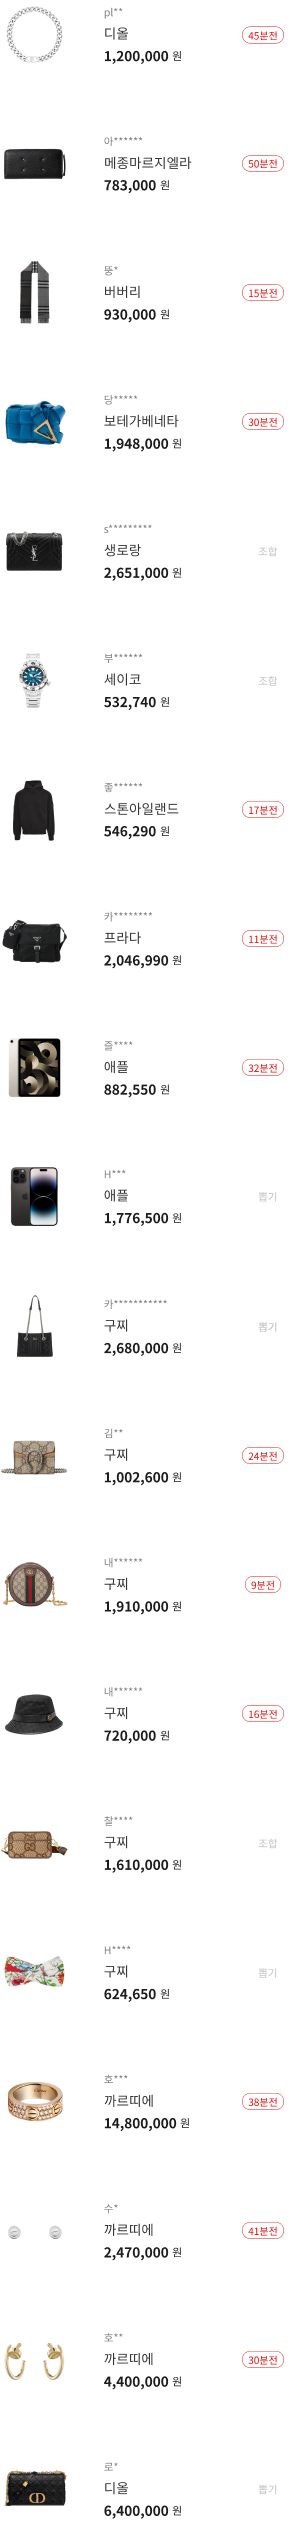 pl**
디올
45분전
1,200,000 원
아******
메종마르지엘라
50분전
783,000 원
뚱*
버버리
15분전
930,000 원
당*****
보테가베네타
30분전
1,948,000 원
s*********
생로랑
조합
2,651,000 원
부******
세이코
조합
532,740 원
좋******
스톤아일랜드
17분전
546,290 원
카********
프라다
11분전
2,046,990 원
즐****
애플
32분전
882,550 원
H***
애플
뽑기
1,776,500 원
카***********
구찌
뽑기
2,680,000 원
김**
구찌
24분전
1,002,600 원
내******
구찌
9분전
1,910,000 원
내******
구찌
16분전
720,000 원
찰****
구찌
조합
1,610,000 원
H****
구찌
뽑기
624,650 원
호***
까르띠에
38분전
14,800,000 원
수*
까르띠에
41분전
2,470,000 원
호**
까르띠에
30분전
4,400,000 원
로*
디올
뽑기
6,400,000 원